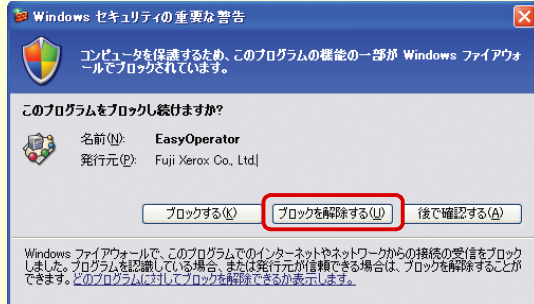 Windows セキュリティの重要な警告
コンピュータを保護するため、このプログラムの機能の一部が Windows ファイアウォ
ールでブロックされています。
このプログラムをブロックし続けますか?
名前(N): EasyOperator
発行元(P): Fuji Xerox Co., Ltd.
ブロックする(K) ブロックを解除する(U) 後で確認する(A)
Windows ファイアウォールで、このプログラムでのインターネットやネットワークからの接続の受信をブロック
しました。プログラムを認識している場合、または発行元が信頼できる場合は、ブロックを解除することが
できます。どのプログラムに対してブロックを解除できるか表示します。